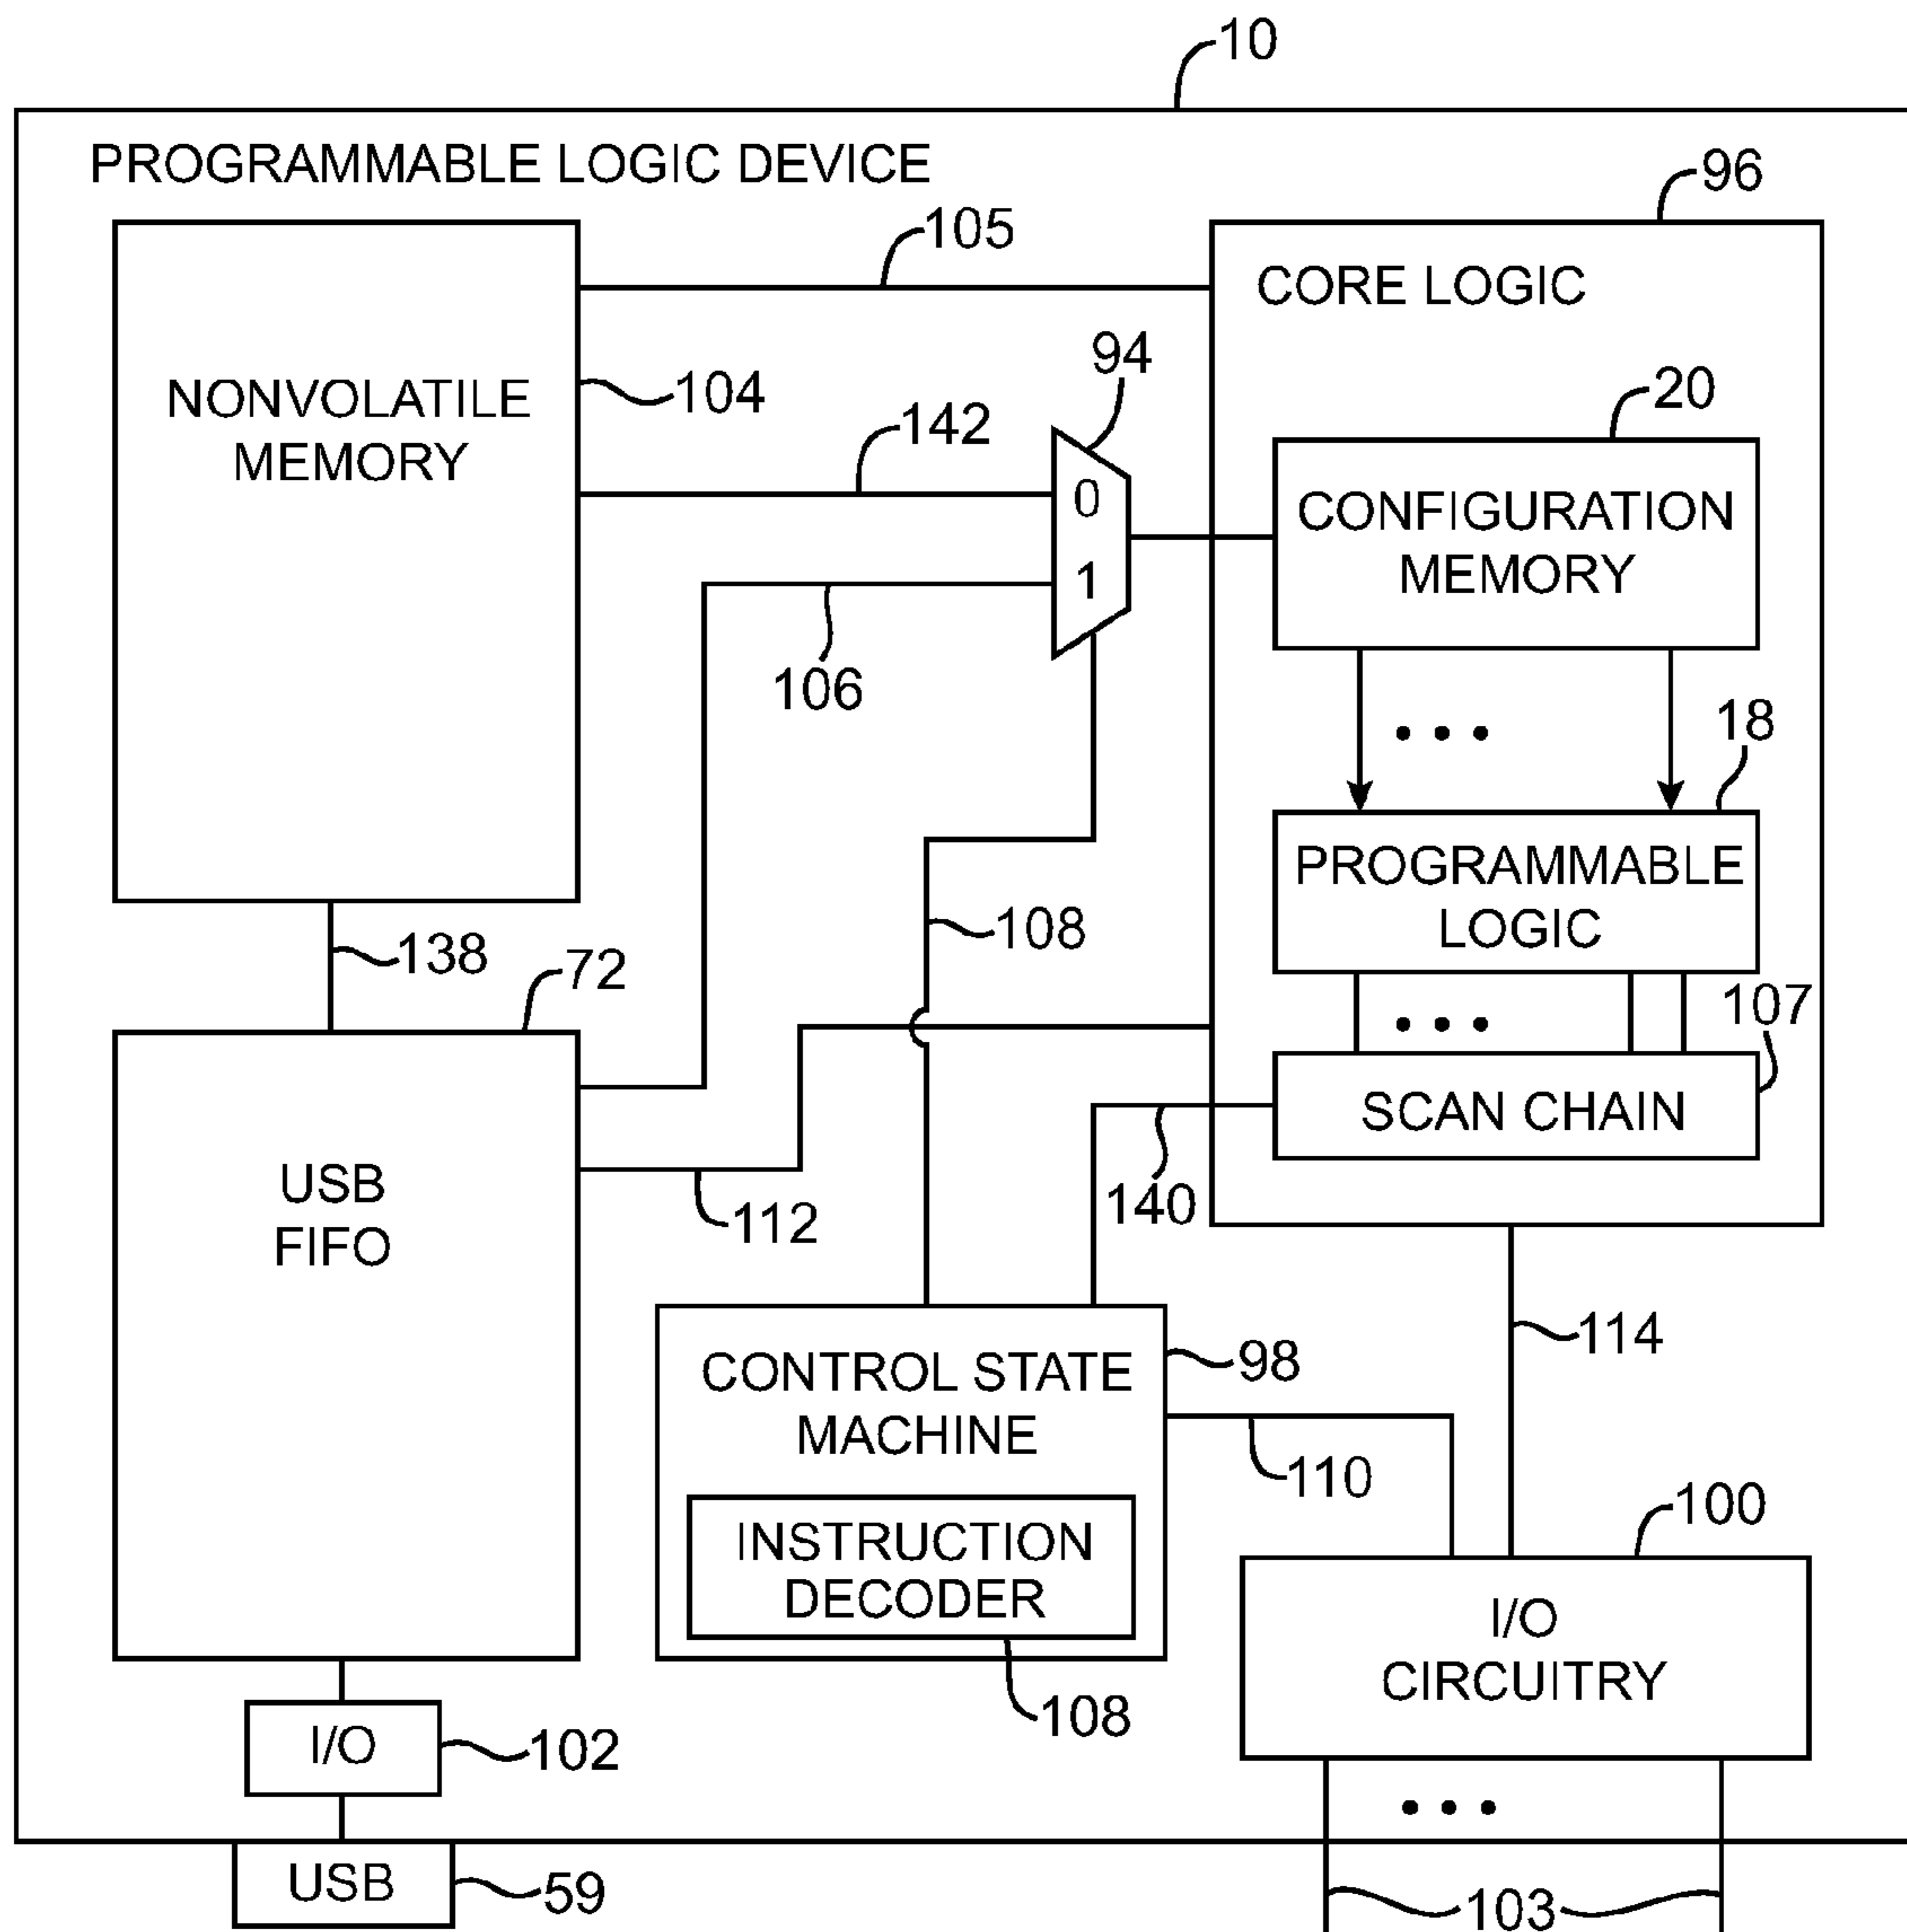 10
PROGRAMMABLE LOGIC DEVICE
96
105
CORE LOGIC
94
NONVOLATILE
MEMORY
104
142
20
0
1
CONFIGURATION
MEMORY
106
• • •
18
PROGRAMMABLE
LOGIC
108
138
72
107
• • •
SCAN CHAIN
USB
FIFO
112
140
114
CONTROL STATE
MACHINE
98
110
100
INSTRUCTION
DECODER
108
I/O
CIRCUITRY
I/O
102
• • •
USB
59
103